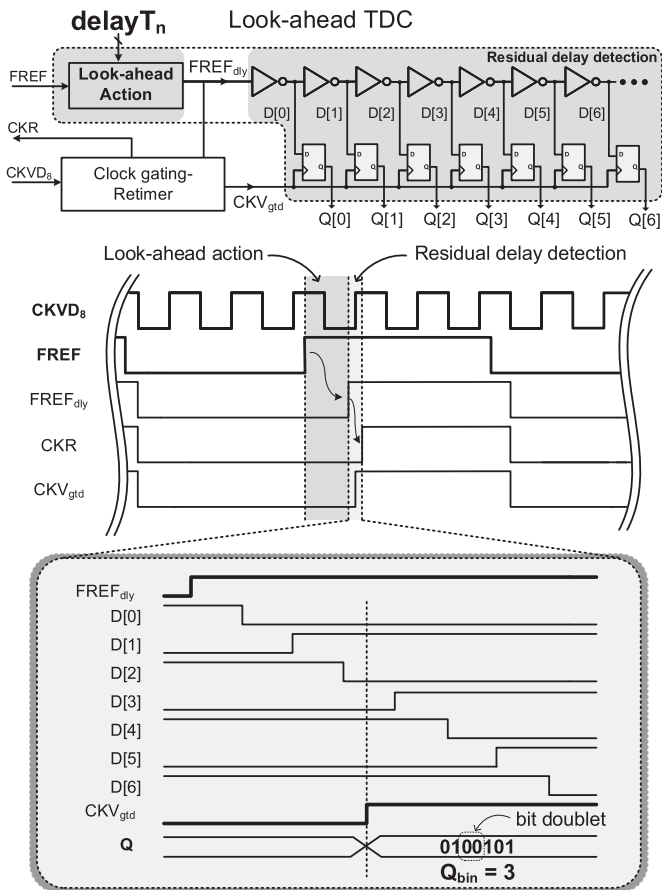 delayTn
Look-ahead TDC
Residual delay detection
FREF
Look-ahead
Action
FREFdly
D[0] D[1] D[2] D[3] D[4] D[5] D[6]
D Q D Q D Q D Q D Q D Q D Q
CKR
CKVD8
Clock gating-
Retimer
CKVgtd
Q[0] Q[1] Q[2] Q[3] Q[4] Q[5] Q[6]
Look-ahead action
Residual delay detection
CKVD8
FREF
FREFdly
CKR
CKVgtd
FREFdly
D[0]
D[1]
D[2]
D[3]
D[4]
D[5]
D[6]
CKVgtd
bit doublet
Q
0100101
Qbin = 3